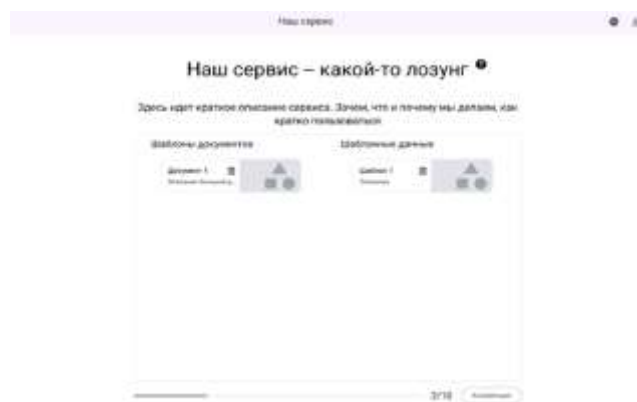 Наш сервис
Наш сервис – какой-то лозунг
Здесь идет краткое описание сервиса. Зачем, что и почему мы делаем, как
кратко пользоваться
Шаблоны документов
Шаблонные данные
Документ 1
Шаблон 1